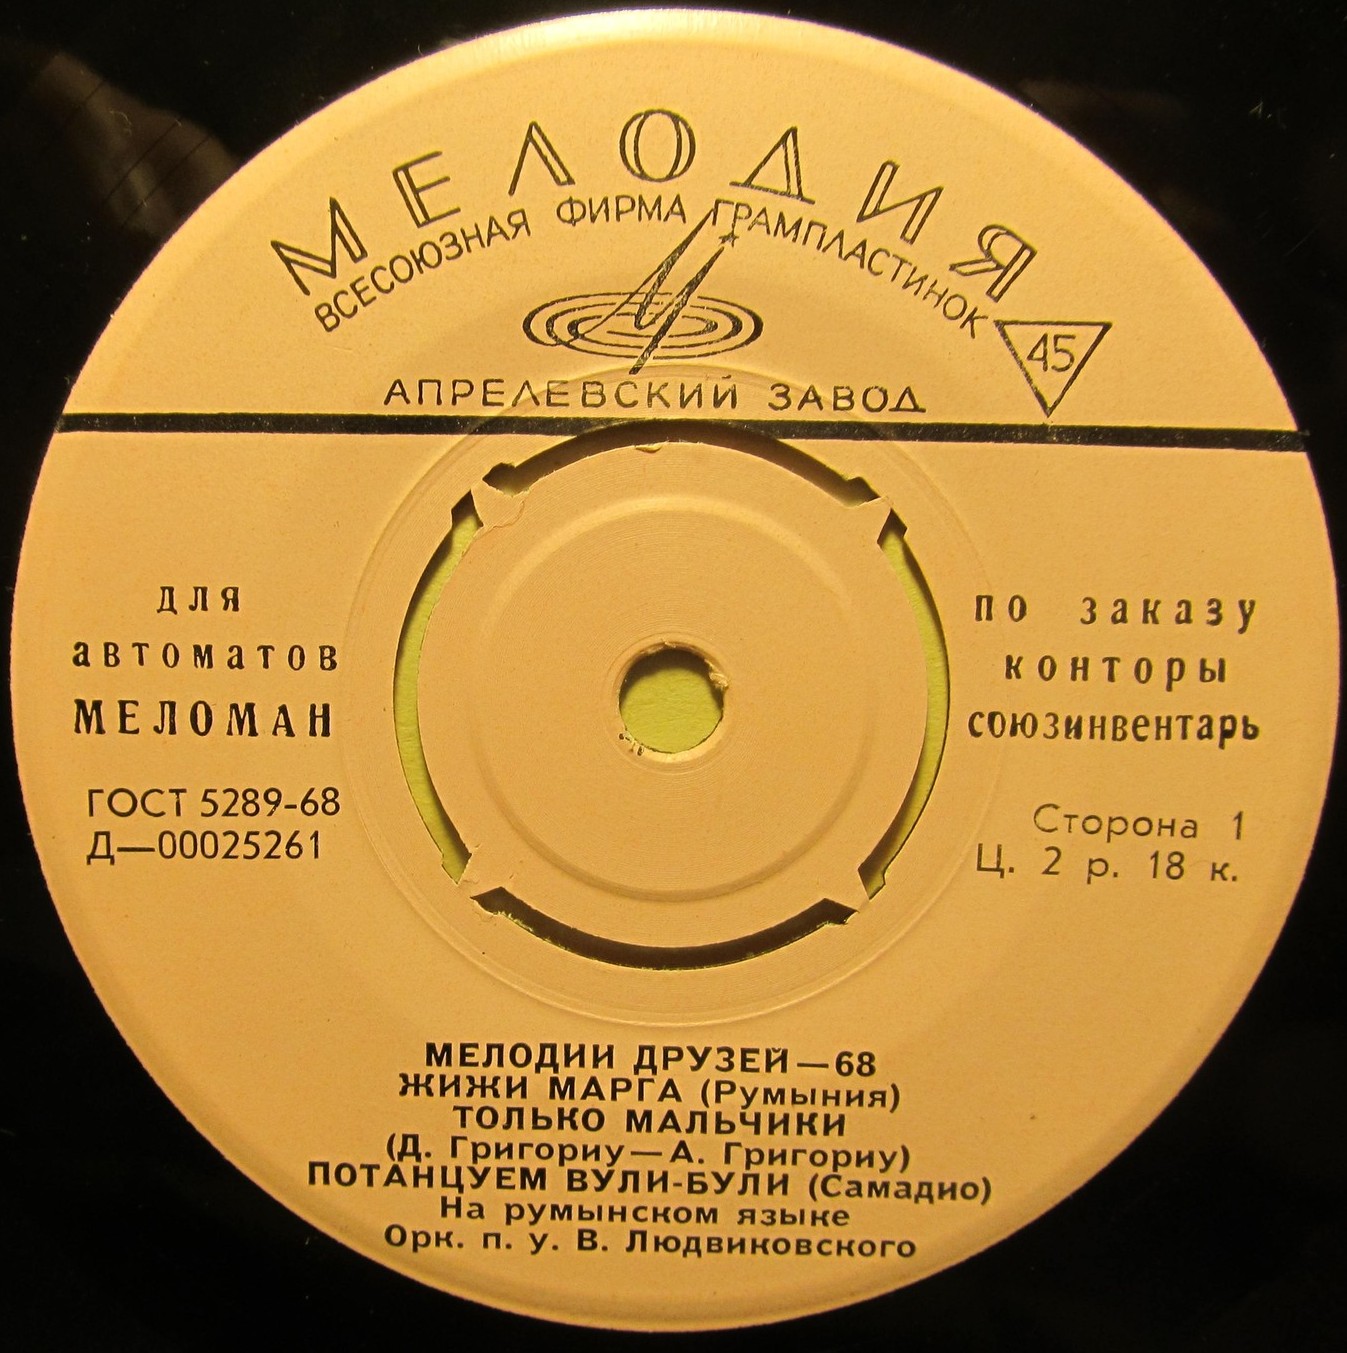 МЕЛОДИЯ
ВСЕСОЮЗНАЯ ФИРМА ГРАМПЛАСТИНОК
45
АПРЕЛЕВСКИЙ ЗАВОД
для
автоматов
МЕЛОМАН
ГОСТ 5289-68
Д—00025261
по заказу
конторы
союзинвентарь
Сторона 1
Ц. 2 р. 18 к.
МЕЛОДИИ ДРУЗЕЙ—68
ЖИЖИ МАРГА (Румыния)
ТОЛЬКО МАЛЬЧИКИ
(Д. Григориу—А. Григориу)
ПОТАНЦУЕМ ВУЛИ-БУЛИ (Самадио)
На румынском языке
Орк. п. у. В. Людвиковского